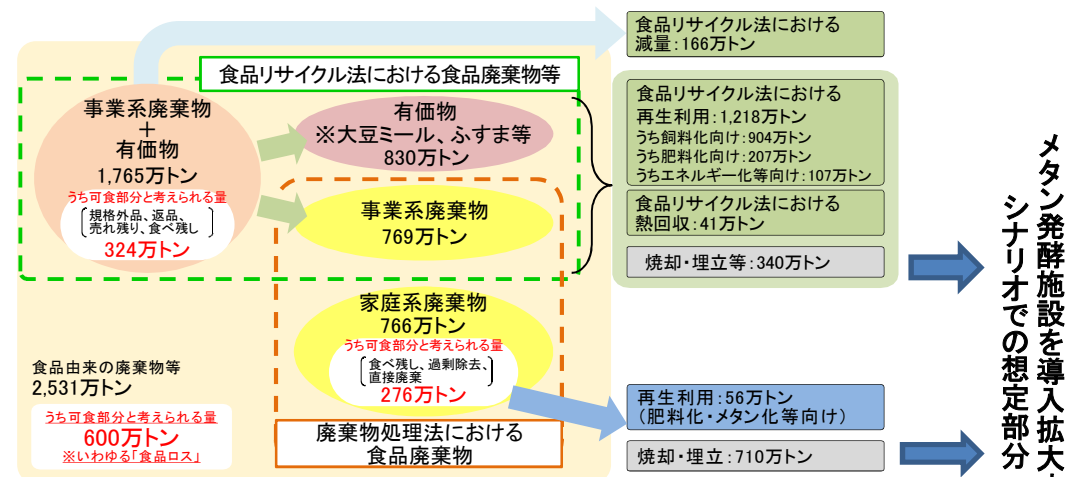 食品リサイクル法における
減量:166万トン
食品リサイクル法における食品廃棄物等
事業系廃棄物
＋
有価物
1,765万トン
うち可食部分と考えられる量
規格外品、返品、
売れ残り、食べ残し
324万トン
有価物
※大豆ミール、ふすま等
830万トン
事業系廃棄物
769万トン
食品リサイクル法における
再生利用:1,218万トン
うち飼料化向け:904万トン
うち肥料化向け:207万トン
うちエネルギー化等向け:107万トン
食品リサイクル法における
熱回収:41万トン
焼却・埋立等:340万トン
家庭系廃棄物
766万トン
うち可食部分と考えられる量
食べ残し、過剰除去、
直接廃棄
276万トン
食品由来の廃棄物等
2,531万トン
うち可食部分と考えられる量
600万トン
※いわゆる「食品ロス」
廃棄物処理法における
食品廃棄物
再生利用:56万トン
（肥料化・メタン化等向け）
焼却・埋立:710万トン
メタン発酵施設を導入拡大
シナリオでの想定部分